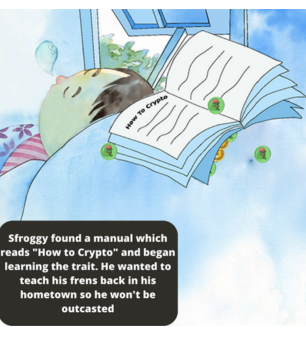 How To Crypto
Sfroggy found a manual which
reads "How to Crypto" and began
learning the trait. He wanted to
teach his frens back in his
hometown so he won't be
outcasted